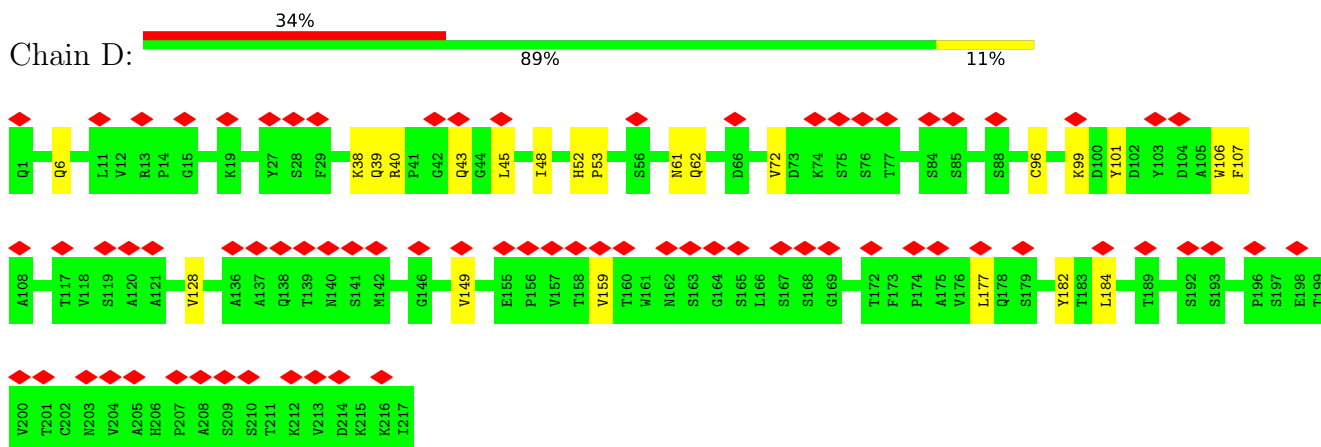 34%
Chain D:
89% 11%
Q1 Q6 L11 V12 R13 P14 G15 K19 Y27 S28 F29 K38 Q39 R40 P41 G42 Q43 G44 L45 I48 H52 P53 S56 N61 Q62 D66 V72 D73 K74 S75 S76 T77 S84 S85 S88 C96 K99 D100 Y101 D102 Y103 D104 A105 W106 F107
A108 T117 V118 S119 A120 A121 V128 A136 A137 Q138 T139 N140 S141 M142 G146 V149 E155 P156 V157 T158 V159 T160 W161 N162 S163 G164 S165 L166 S167 S168 G169 T172 F173 P174 A175 V176 L177 Q178 S179 Y182 T183 L184 T189 S192 S193 P196 S197 E198 T199
V200 T201 C202 N203 V204 A205 H206 P207 A208 S209 S210 T211 K212 V213 D214 K215 K216 I217